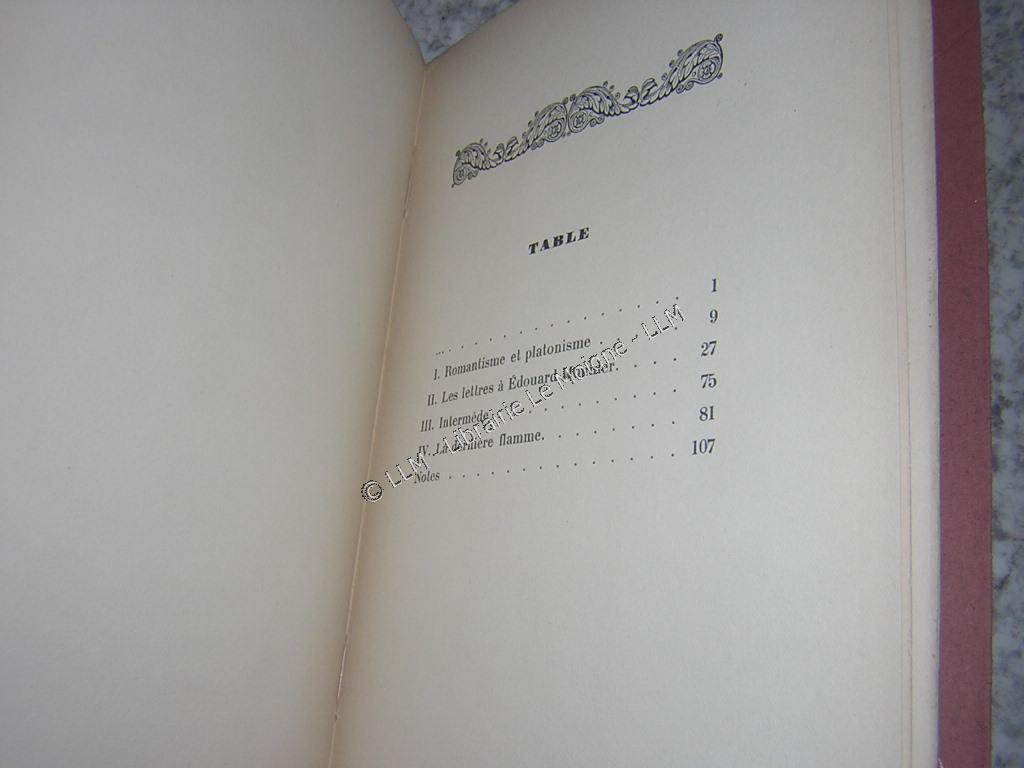 TABLE
... . . . . . . . . . . . 1
I. Romantisme et platonisme . . . . 9
II. Les lettres à Édouard . . . . 27
III. Intermède . . . . . . . . . 75
IV. La dernière flamme. . . . . . . . 81
Notes . . . . . . . . . . . . . 107
© LLM - Librairie Le Moigne - LLM